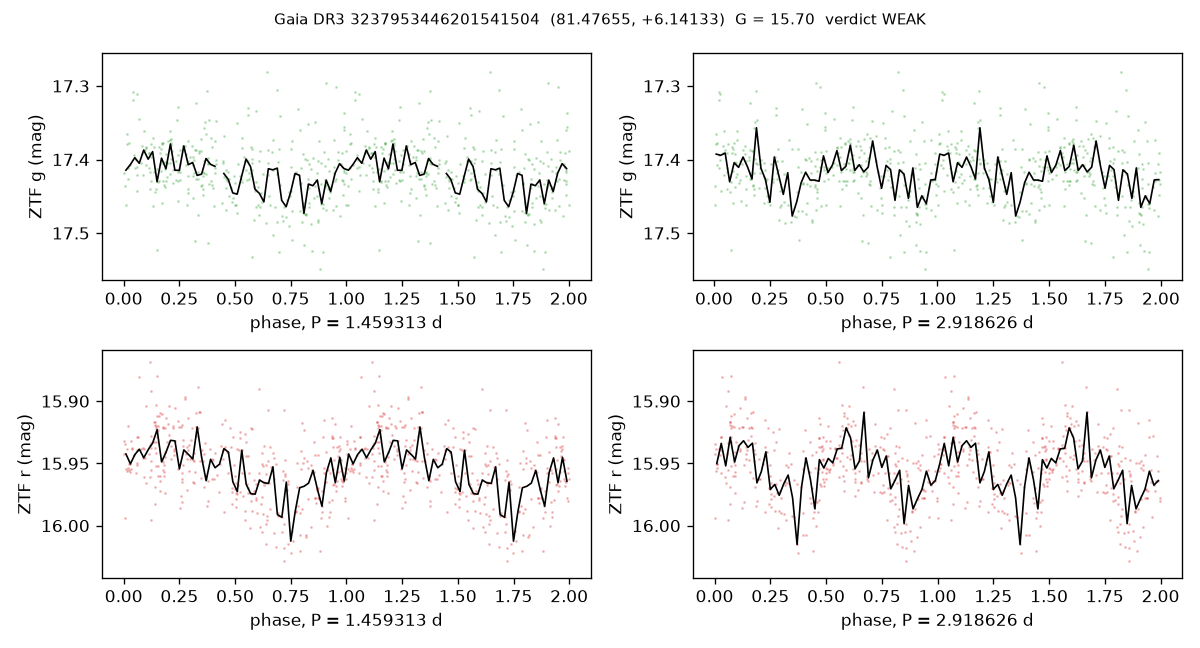 Gaia DR3 3237953446201541504 (81.47655, +6.14133) G = 15.70 verdict WEAK
ZTF g (mag)
17.3
17.4
17.5
0.00 0.25 0.50 0.75 1.00 1.25 1.50 1.75 2.00
phase, P = 1.459313 d
ZTF g (mag)
17.3
17.4
17.5
0.00 0.25 0.50 0.75 1.00 1.25 1.50 1.75 2.00
phase, P = 2.918626 d
ZTF r (mag)
15.90
15.95
16.00
0.00 0.25 0.50 0.75 1.00 1.25 1.50 1.75 2.00
phase, P = 1.459313 d
ZTF r (mag)
15.90
15.95
16.00
0.00 0.25 0.50 0.75 1.00 1.25 1.50 1.75 2.00
phase, P = 2.918626 d